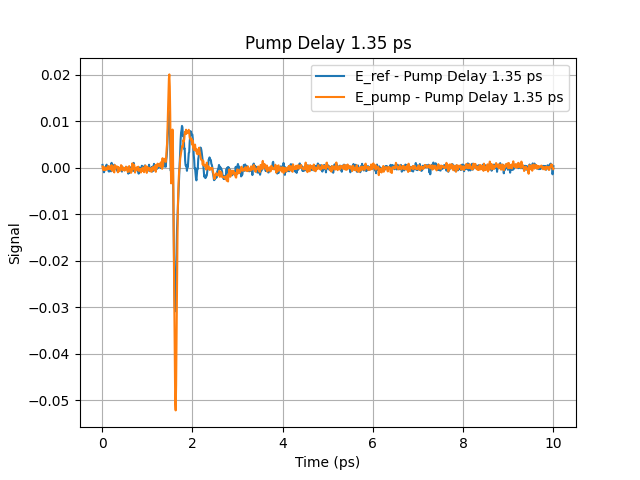 Pump Delay 1.35 ps
E_ref - Pump Delay 1.35 ps
E_pump - Pump Delay 1.35 ps
0.02
0.01
0.00
−0.01
−0.02
−0.03
−0.04
−0.05
Signal
0 2 4 6 8 10
Time (ps)